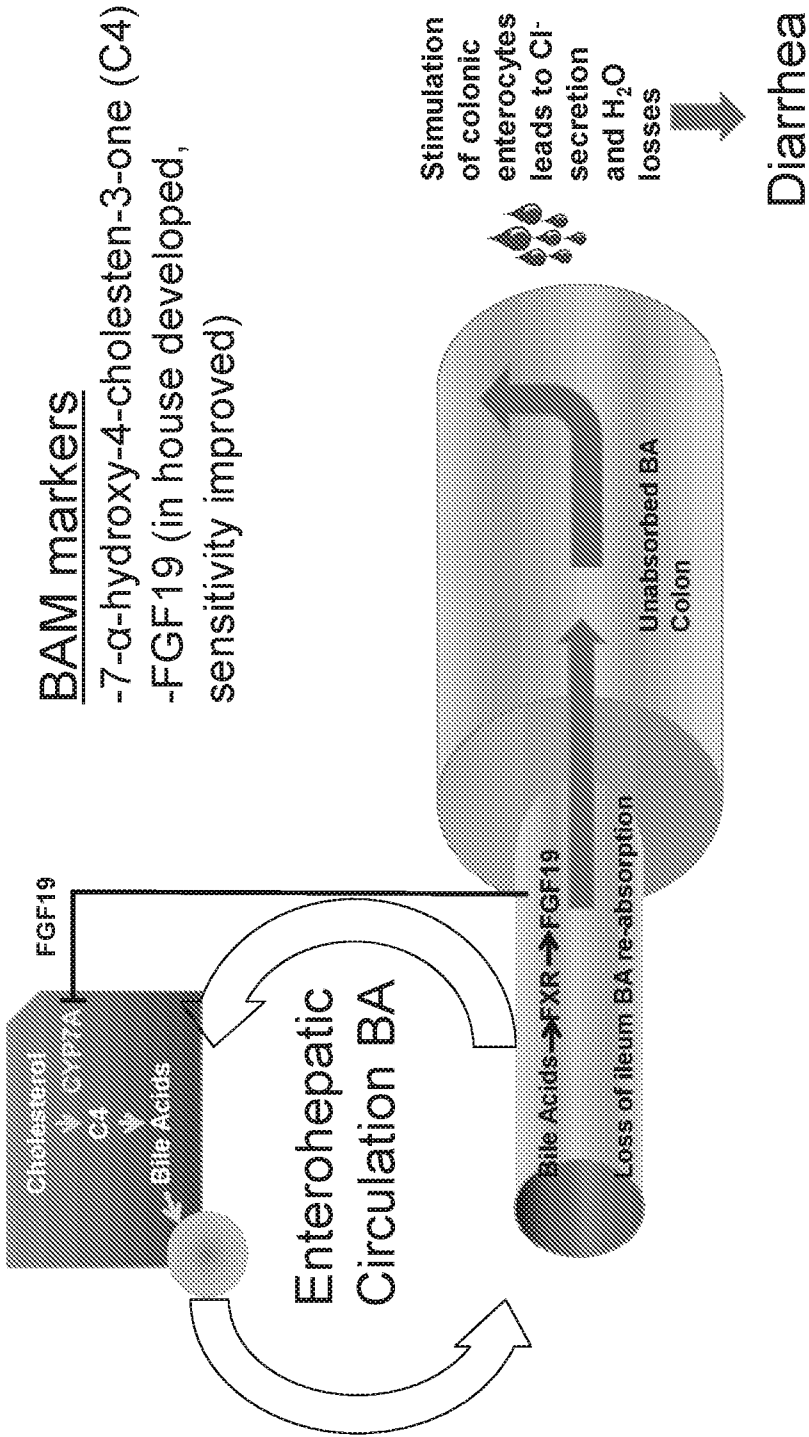 BAM markers
-7-α-hydroxy-4-cholesten-3-one (C4)
-FGF19 (in house developed,
sensitivity improved)
FGF19
Cholesterol
CYP7A
C4
Bile Acids
Enterohepatic
Circulation BA
Bile Acids→FXR→FGF19
Loss of ileum BA re-absorption
Unabsorbed BA
Colon
Stimulation
of colonic
enterocytes
leads to Cl-
secretion
and H₂O
losses
Diarrhea